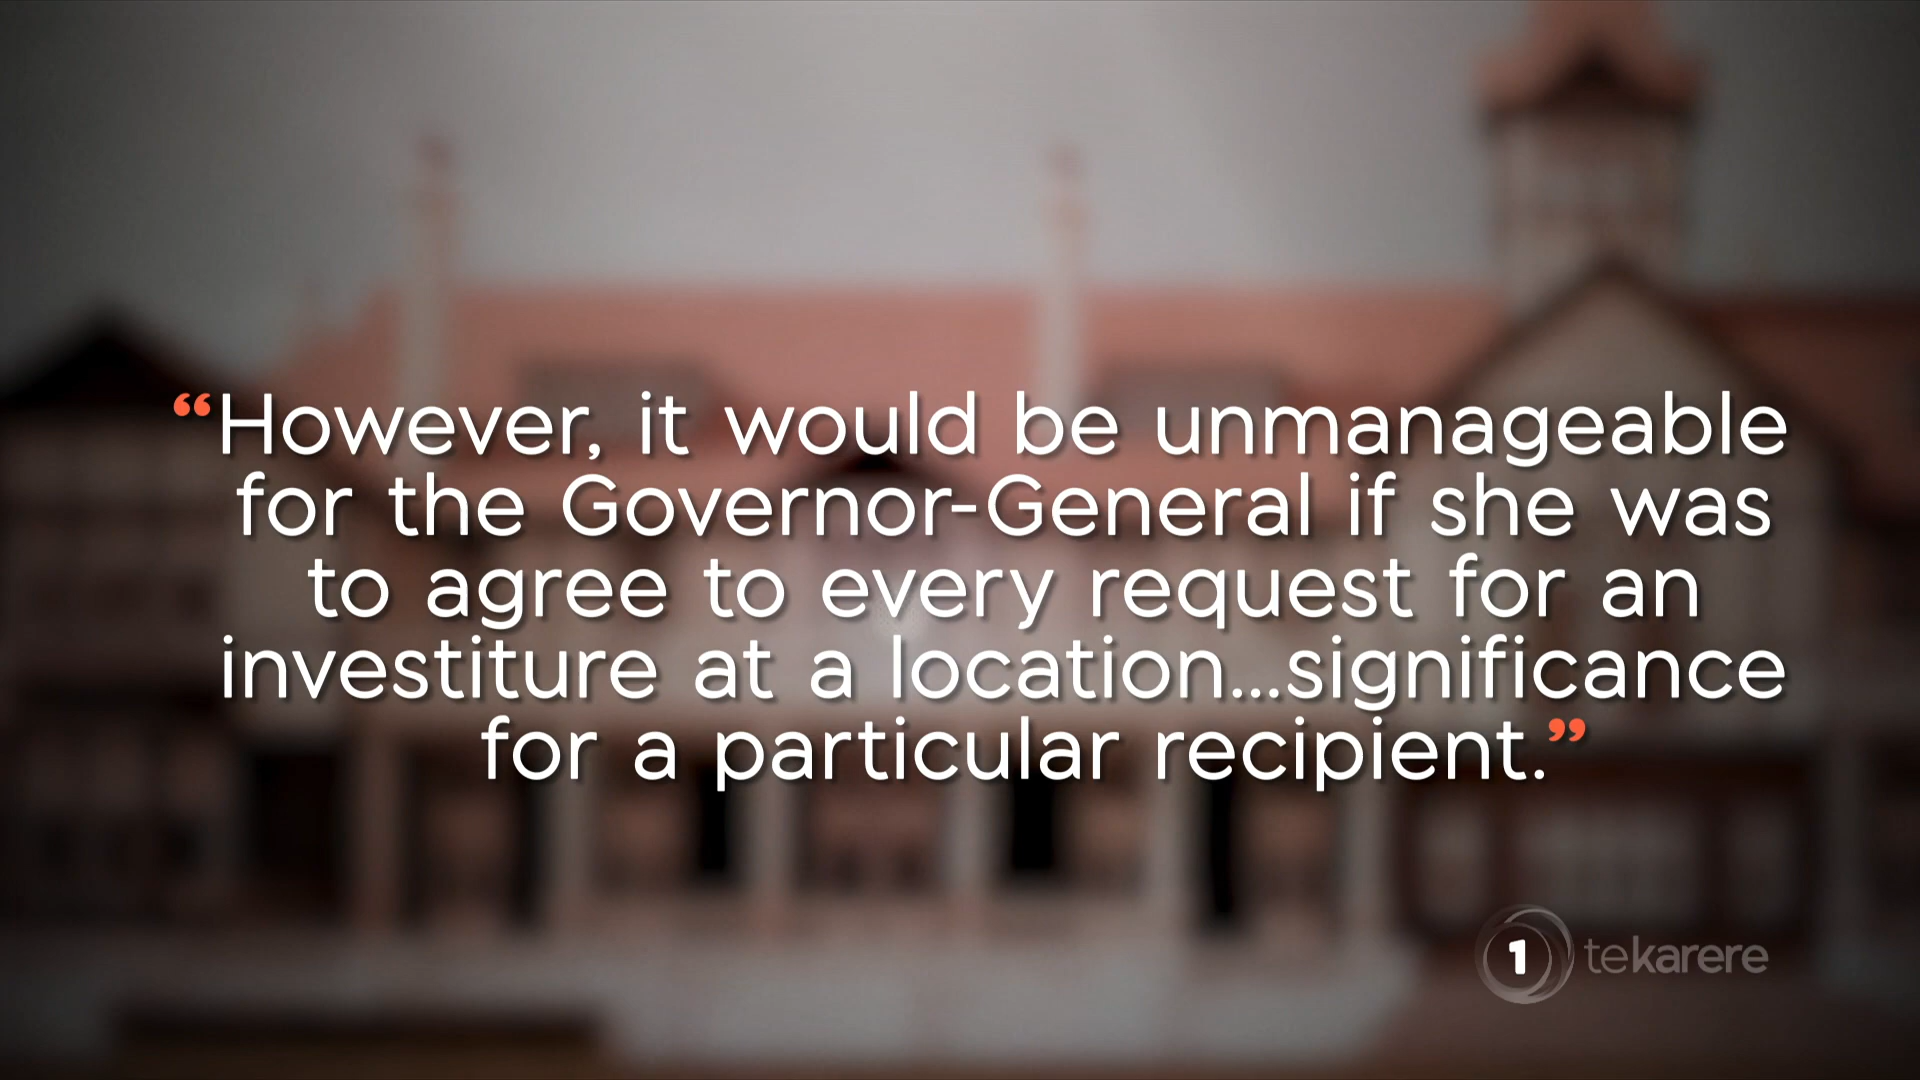 “However, it would be unmanageable
for the Governor-General if she was
to agree to every request for an
investiture at a location...significance
for a particular recipient.”
1 tekarere